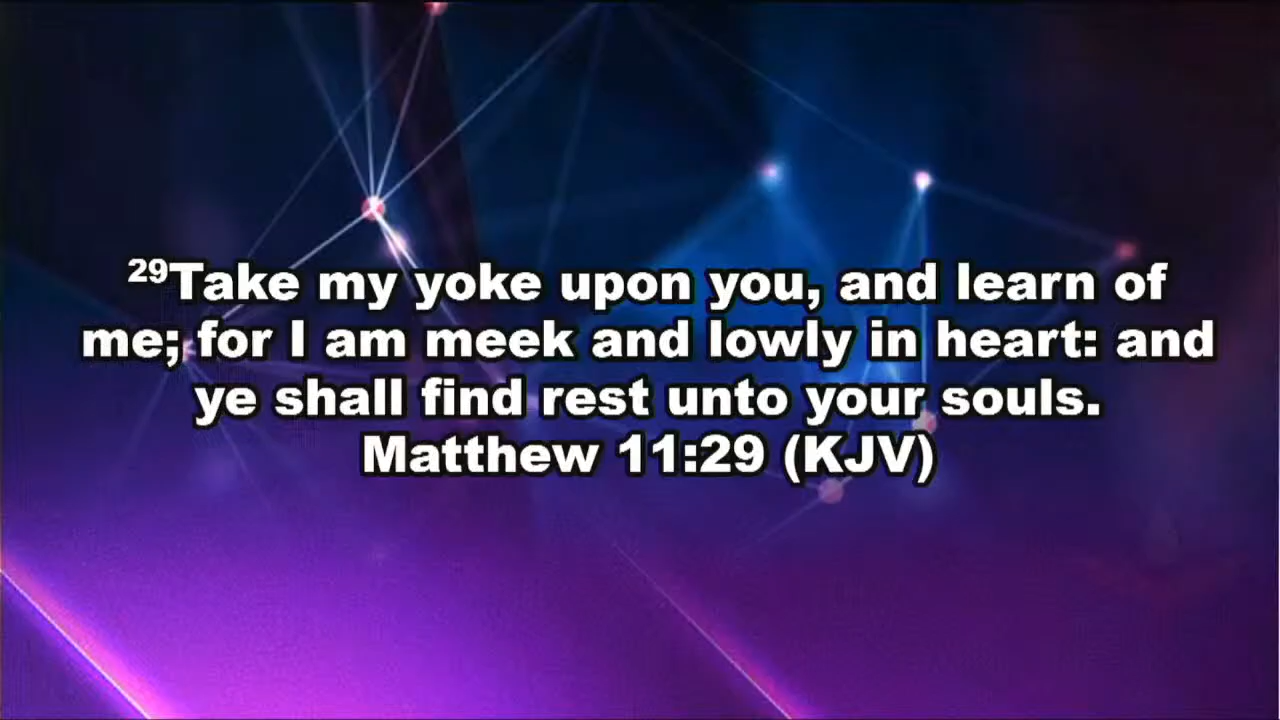 29Take my yoke upon you, and learn of
me; for I am meek and lowly in heart: and
ye shall find rest unto your souls.
Matthew 11:29 (KJV)